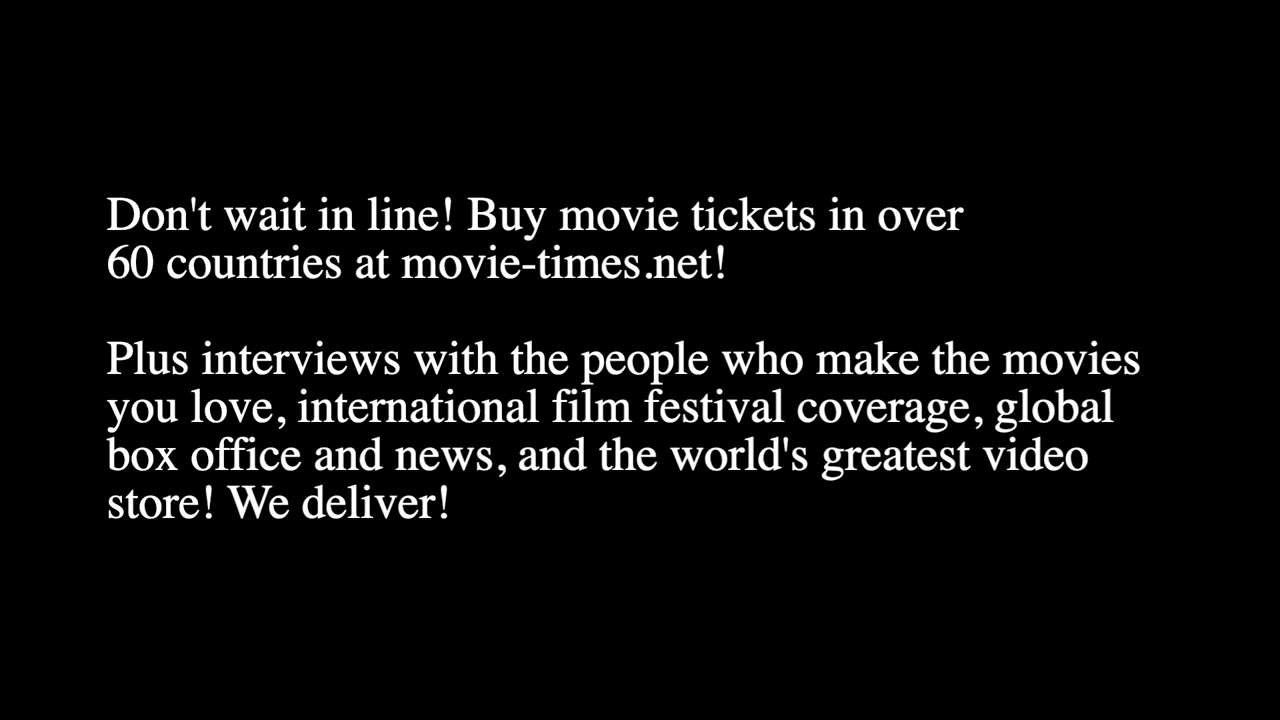 Don't wait in line! Buy movie tickets in over
60 countries at movie-times.net!
Plus interviews with the people who make the movies
you love, international film festival coverage, global
box office and news, and the world's greatest video
store! We deliver!